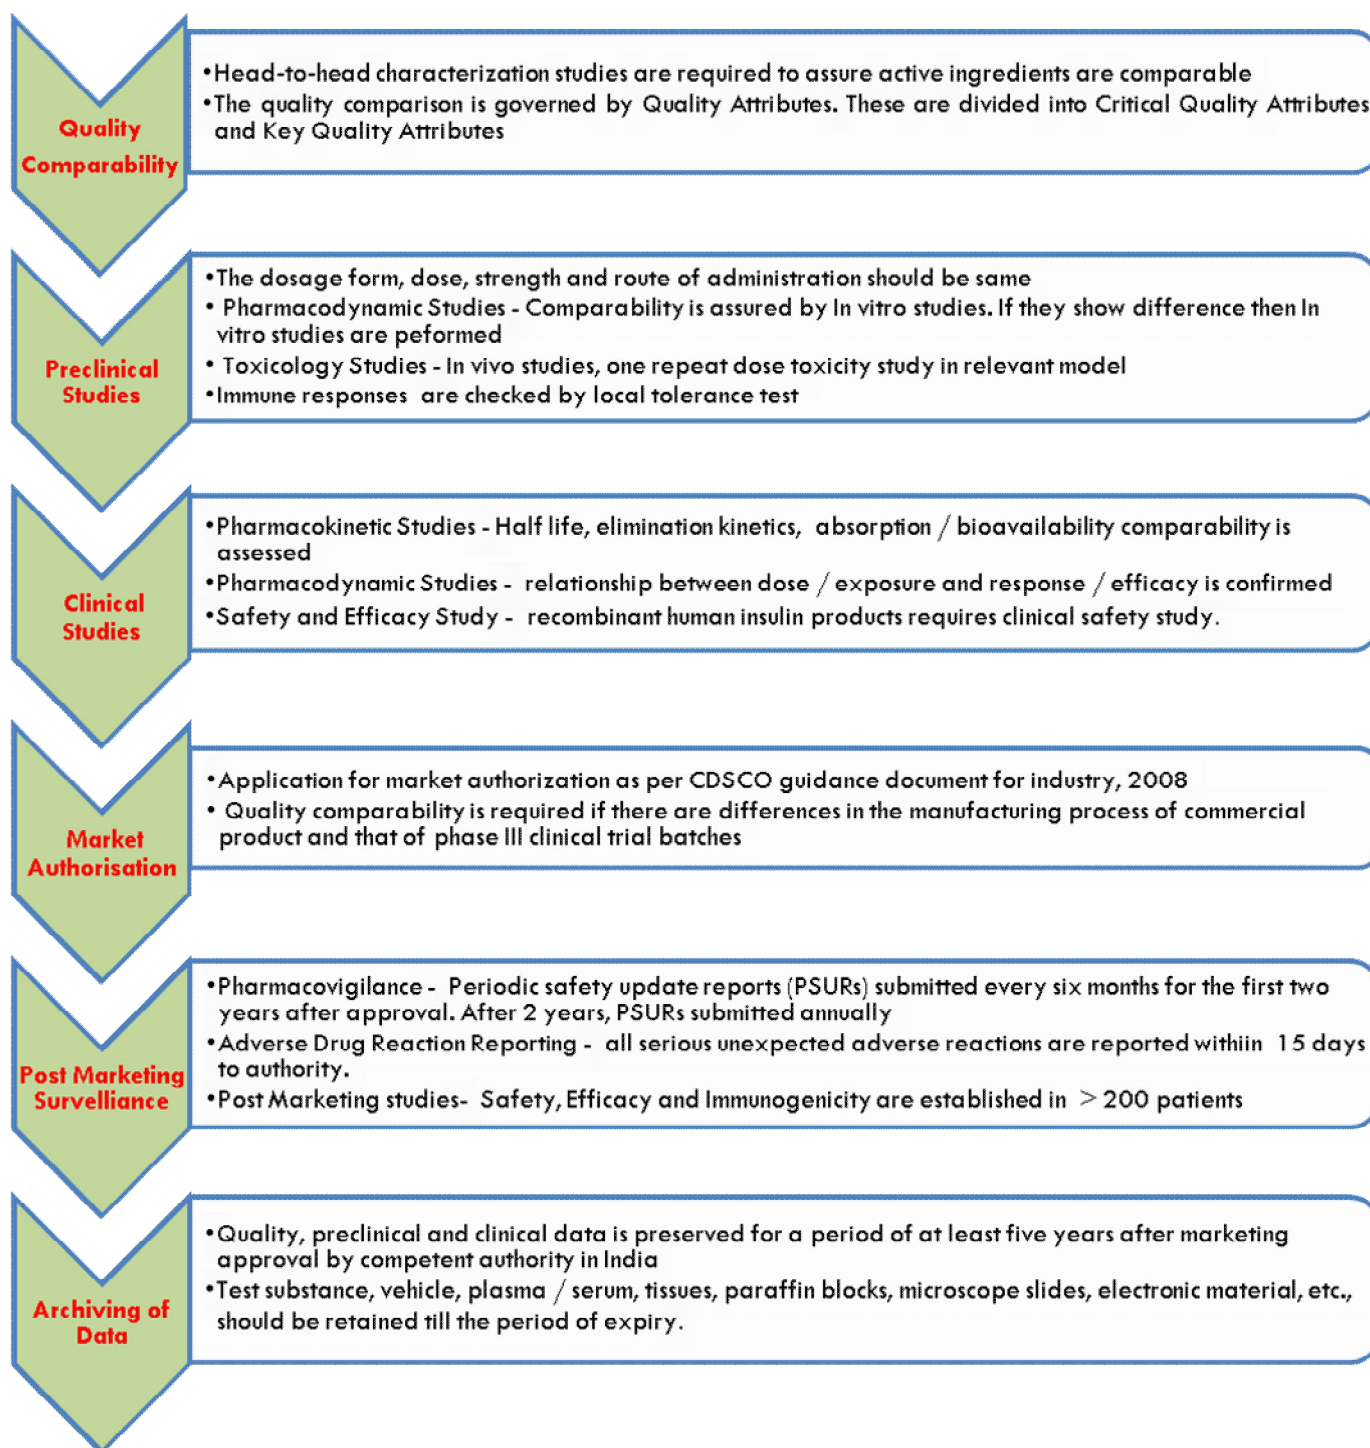 Quality
Comparability
•Head-to-head characterization studies are required to assure active ingredients are comparable
•The quality comparison is governed by Quality Attributes. These are divided into Critical Quality Attributes
and Key Quality Attributes
Preclinical
Studies
•The dosage form, dose, strength and route of administration should be same
• Pharmacodynamic Studies - Comparability is assured by In vitro studies. If they show difference then In
vitro studies are peformed
• Toxicology Studies - In vivo studies, one repeat dose toxicity study in relevant model
•Immune responses are checked by local tolerance test
Clinical
Studies
•Pharmacokinetic Studies - Half life, elimination kinetics, absorption / bioavailability comparability is
assessed
•Pharmacodynamic Studies - relationship between dose / exposure and response / efficacy is confirmed
•Safety and Efficacy Study - recombinant human insulin products requires clinical safety study.
Market
Authorisation
•Application for market authorization as per CDSCO guidance document for industry, 2008
• Quality comparability is required if there are differences in the manufacturing process of commercial
product and that of phase III clinical trial batches
Post Marketing
Survelliance
•Pharmacovigilance - Periodic safety update reports (PSURs) submitted every six months for the first two
years after approval. After 2 years, PSURs submitted annually
•Adverse Drug Reaction Reporting - all serious unexpected adverse reactions are reported withiin 15 days
to authority.
•Post Marketing studies- Safety, Efficacy and Immunogenicity are established in > 200 patients
Archiving of
Data
•Quality, preclinical and clinical data is preserved for a period of at least five years after marketing
approval by competent authority in India
•Test substance, vehicle, plasma / serum, tissues, paraffin blocks, microscope slides, electronic material, etc.,
should be retained till the period of expiry.